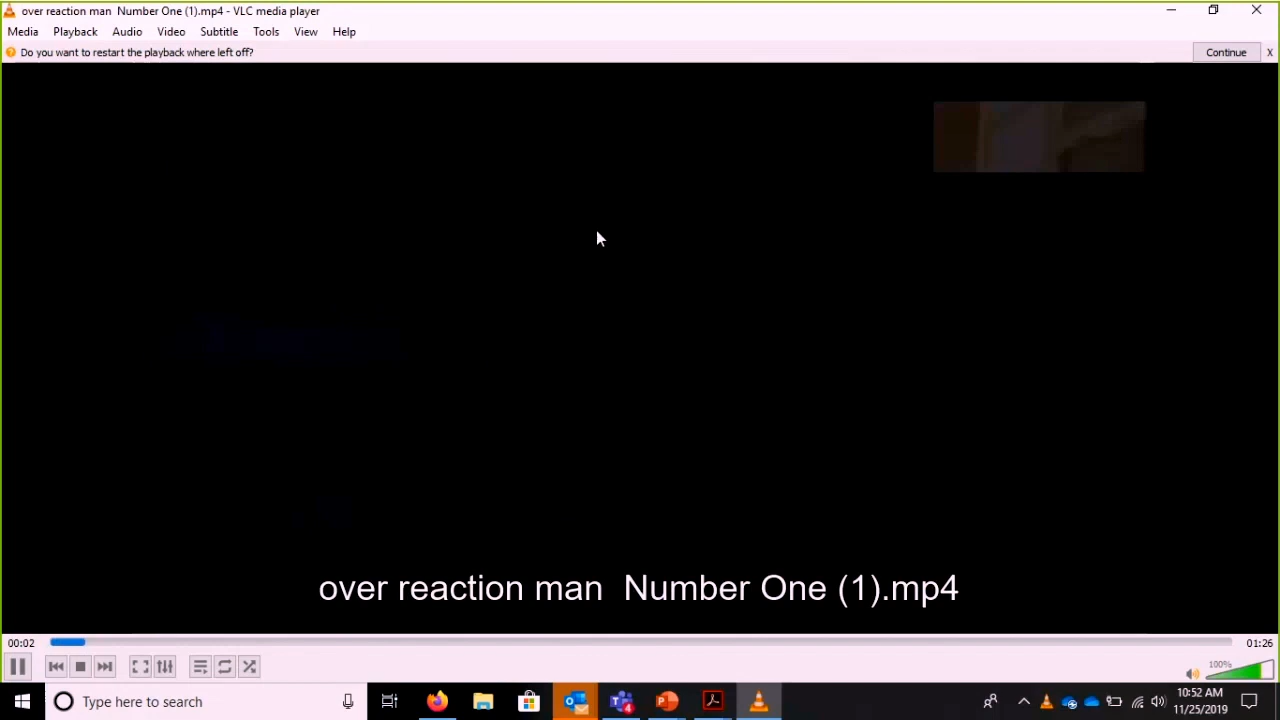 over reaction man  Number One (1).mp4 - VLC media player
Media Playback Audio Video Subtitle Tools View Help
Do you want to restart the playback where left off? Continue X
over reaction man  Number One (1).mp4
00:02 01:26
100%
Type here to search
4
10:52 AM
11/25/2019